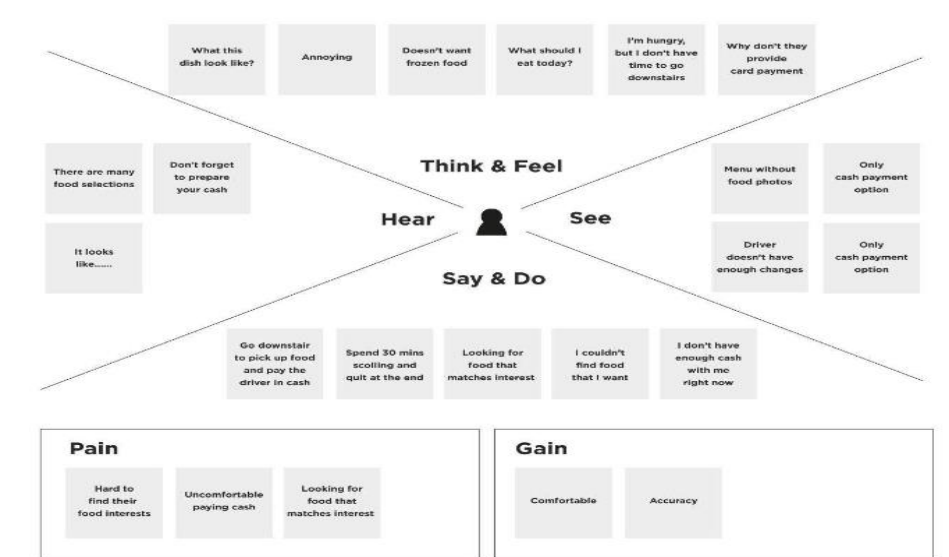 What this
dish look like?
Annoying
Doesn't want
frozen food
What should I
eat today?
I'm hungry,
but I don't have
time to go
downstairs
Why don't they
provide
card payment
Think & Feel
There are many
food selections
Don't forget
to prepare
your cash
It looks
like......
Hear
See
Menu without
food photos
Only
cash payment
option
Driver
doesn't have
enough changes
Only
cash payment
option
Say & Do
Go downstair
to pick up food
and pay the
driver in cash
Spend 30 mins
scolling and
quit at the end
Looking for
food that
matches interest
I couldn't
find food
that I want
I don't have
enough cash
with me
right now
Pain
Hard to
find their
food interests
Uncomfortable
paying cash
Looking for
food that
matches interest
Gain
Comfortable
Accuracy